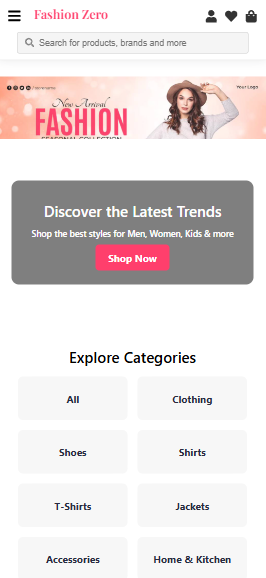 Fashion Zero
Search for products, brands and more
Your Logo
New Arrival
FASHION
SEASONAL COLLECTION
Discover the Latest Trends
Shop the best styles for Men, Women, Kids & more
Shop Now
Explore Categories
All
Clothing
Shoes
Shirts
T-Shirts
Jackets
Accessories
Home & Kitchen